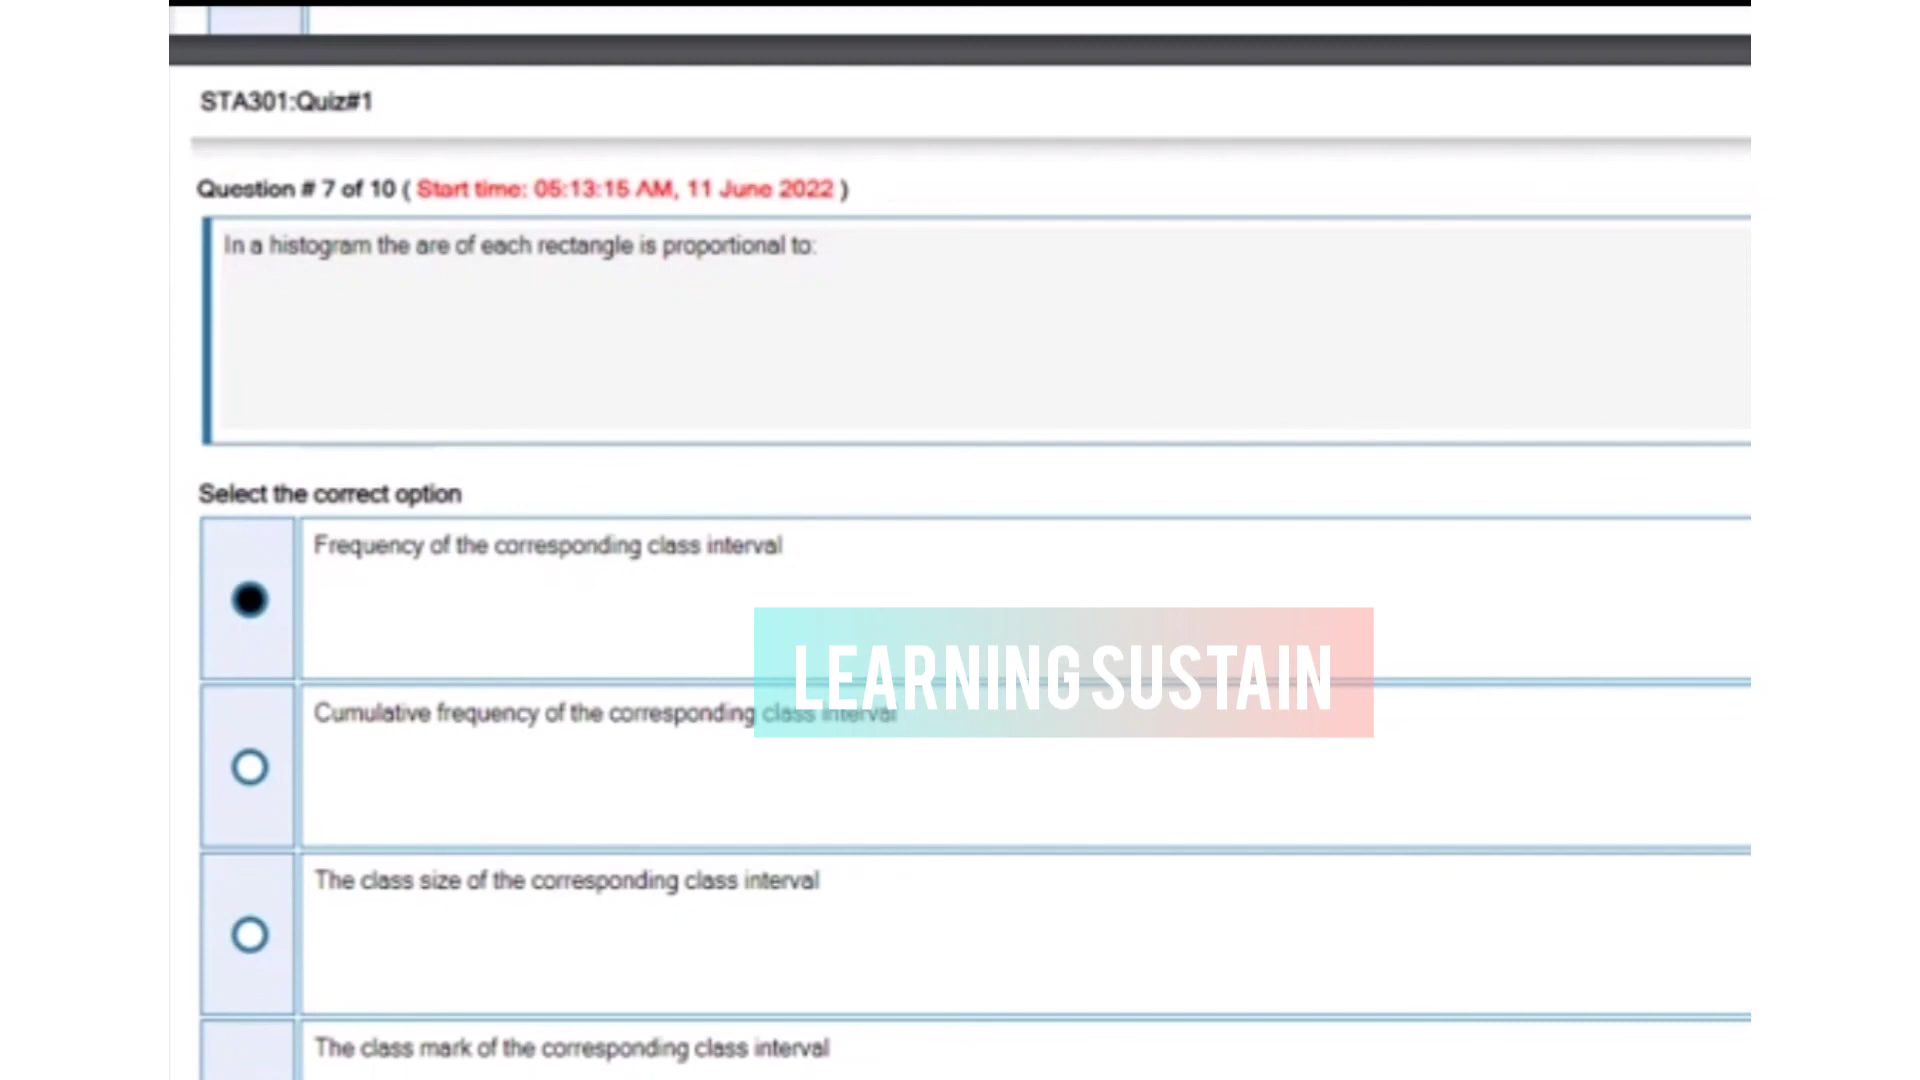 STA301:Quiz#1
Question # 7 of 10 ( Start time: 05:13:15 AM, 11 June 2022 )
In a histogram the are of each rectangle is proportional to:
Select the correct option
Frequency of the corresponding class interval
LEARNING SUSTAIN
Cumulative frequency of the corresponding class interval
The class size of the corresponding class interval
The class mark of the corresponding class interval